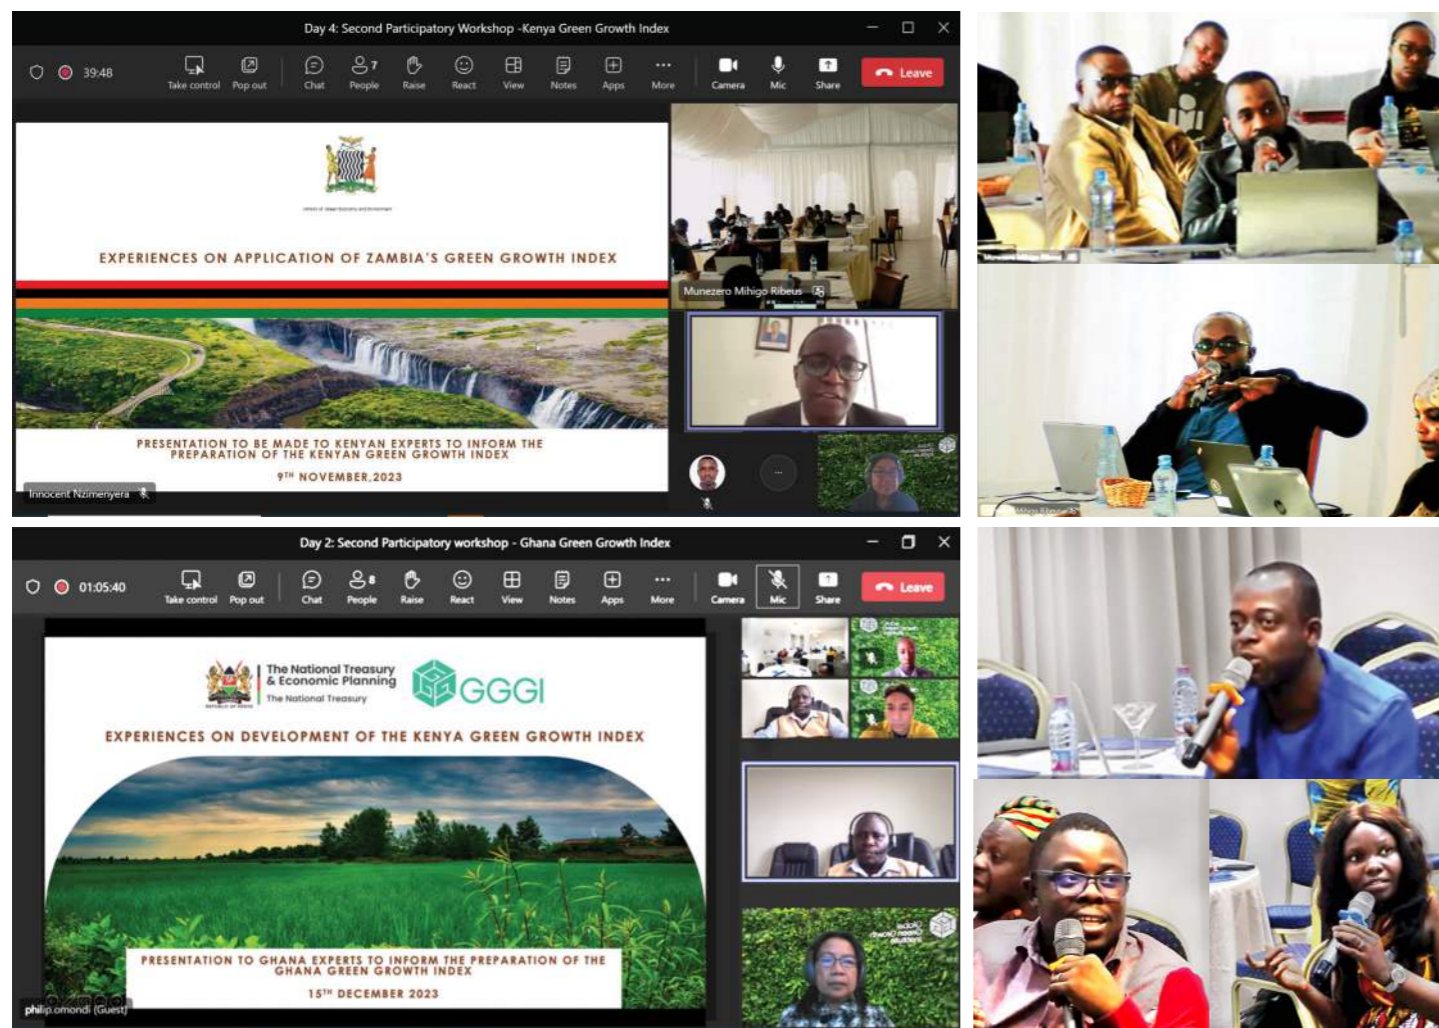 Day 4: Second Participatory Workshop -Kenya Green Growth Index
39:48
Take control
Pop out
Chat
People
7
Raise
React
View
Notes
Apps
More
Camera
Mic
Share
Leave
EXPERIENCES ON APPLICATION OF ZAMBIA'S GREEN GROWTH INDEX
PRESENTATION TO BE MADE TO KENYAN EXPERTS TO INFORM THE
PREPARATION OF THE KENYAN GREEN GROWTH INDEX
9TH NOVEMBER,2023
Innocent Nzimenyera
Munezero Mihigo Ribeus
Day 2: Second Participatory workshop - Ghana Green Growth Index
01:05:40
Take control
Pop out
Chat
People
8
Raise
React
View
Notes
Apps
More
Camera
Mic
Share
Leave
REPUBLIC OF KENYA
The National Treasury
& Economic Planning
The National Treasury
GGGI
EXPERIENCES ON DEVELOPMENT OF THE KENYA GREEN GROWTH INDEX
PRESENTATION TO GHANA EXPERTS TO INFORM THE PREPARATION OF THE
GHANA GREEN GROWTH INDEX
15TH DECEMBER 2023
philip.omondi (Guest)